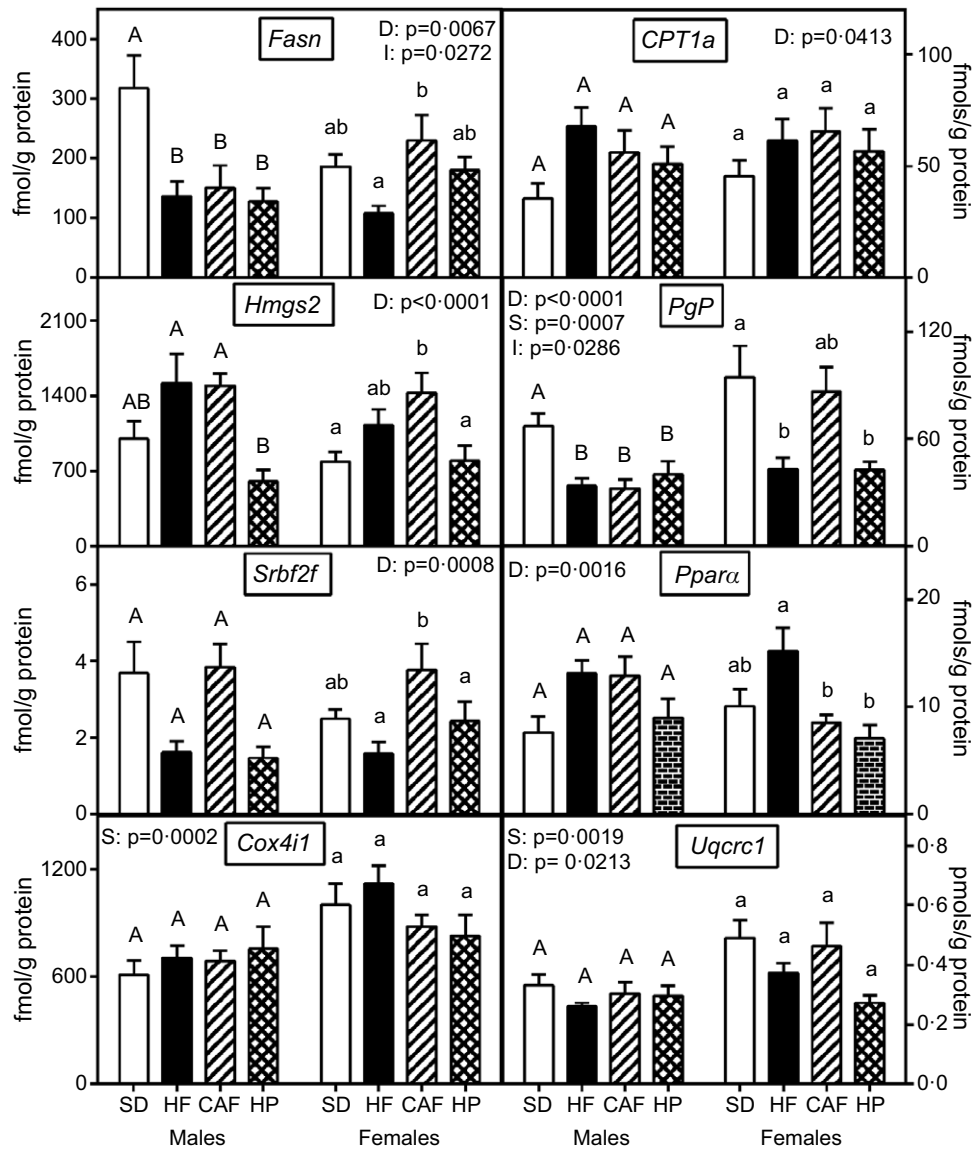 Fasn
D: p=0·0067
I: p=0·0272
A
B
B
B
ab
a
b
ab
400
300
200
100
0
fmol/g protein
CPT1a
D: p=0·0413
A
A
A
A
a
a
a
a
100
50
0
fmols/g protein
Hmgs2
D: p<0·0001
AB
A
A
B
a
ab
b
a
2100
1400
700
0
fmol/g protein
D: p<0·0001
S: p=0·0007
I: p=0·0286
PgP
A
B
B
B
a
b
ab
b
120
60
0
fmols/g protein
Srbf2f
D: p=0·0008
A
A
A
A
ab
a
b
a
6
4
2
0
fmol/g protein
D: p=0·0016
Pparα
A
A
A
A
ab
a
b
b
20
10
0
fmols/g protein
S: p=0·0002
Cox4i1
A
A
A
A
a
a
a
a
1200
600
0
fmol/g protein
S: p=0·0019
D: p= 0·0213
Uqcrc1
A
A
A
A
a
a
a
a
0·8
0·6
0·4
0·2
0·0
pmols/g protein
SD HF CAF HP SD HF CAF HP SD HF CAF HP SD HF CAF HP
Males Females Males Females